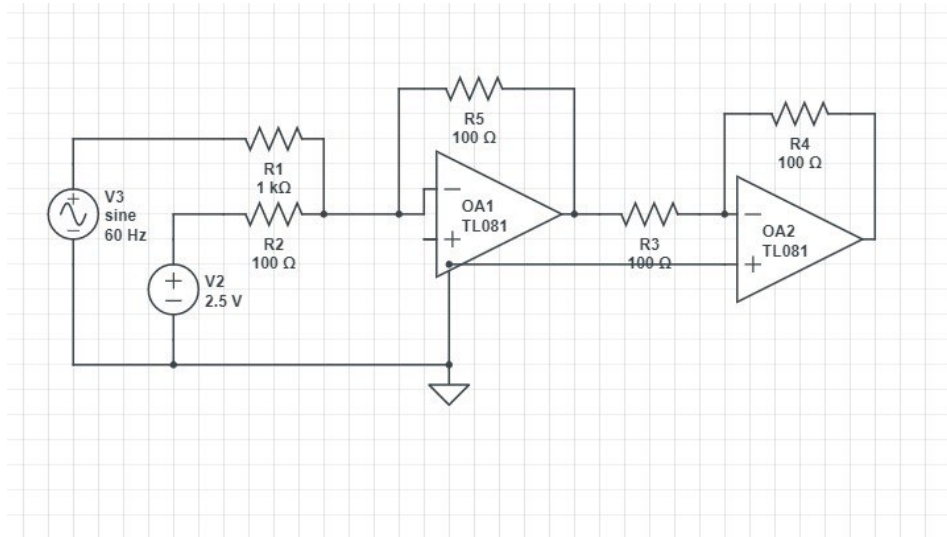 R5
100 Ω
R4
100 Ω
R1
1 kΩ
V3
sine
60 Hz
OA1
TL081
R2
100 Ω
R3
100 Ω
OA2
TL081
V2
2.5 V